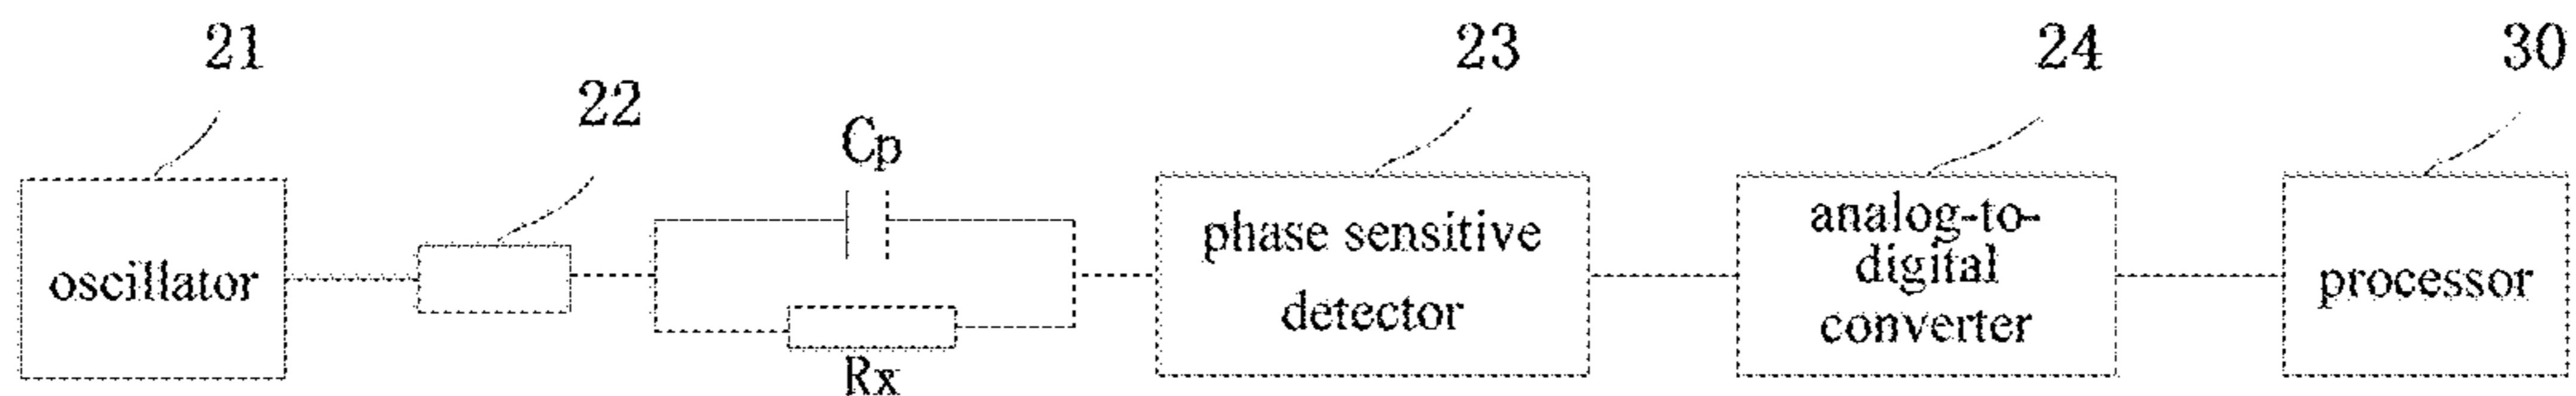 21
22
23
24
30
Cp
oscillator
phase sensitive
detector
analog-to-
digital
converter
processor
Rx